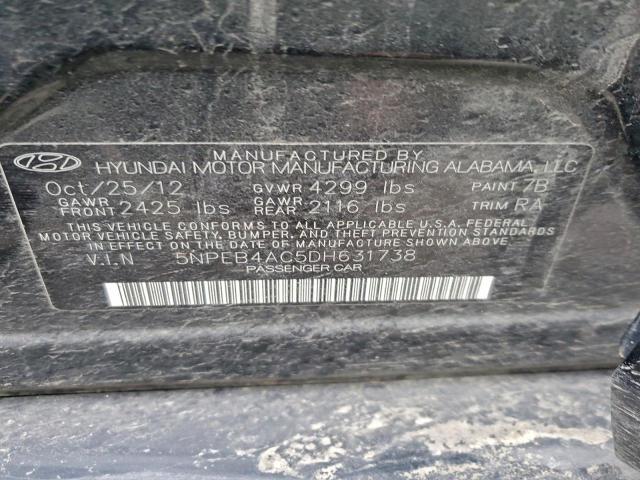 MANUFACTURED BY
HYUNDAI MOTOR MANUFACTURING ALABAMA, LLC
Oct/25/12 GVWR 4299 lbs PAINT 7B
GAWR FRONT 2425 lbs GAWR REAR 2116 lbs TRIM RA
THIS VEHICLE CONFORMS TO ALL APPLICABLE U.S.A. FEDERAL
MOTOR VEHICLE SAFETY, BUMPER, AND THEFT PREVENTION STANDARDS
IN EFFECT ON THE DATE OF MANUFACTURE SHOWN ABOVE.
V.I.N 5NPEB4AC5DH631738
PASSENGER CAR